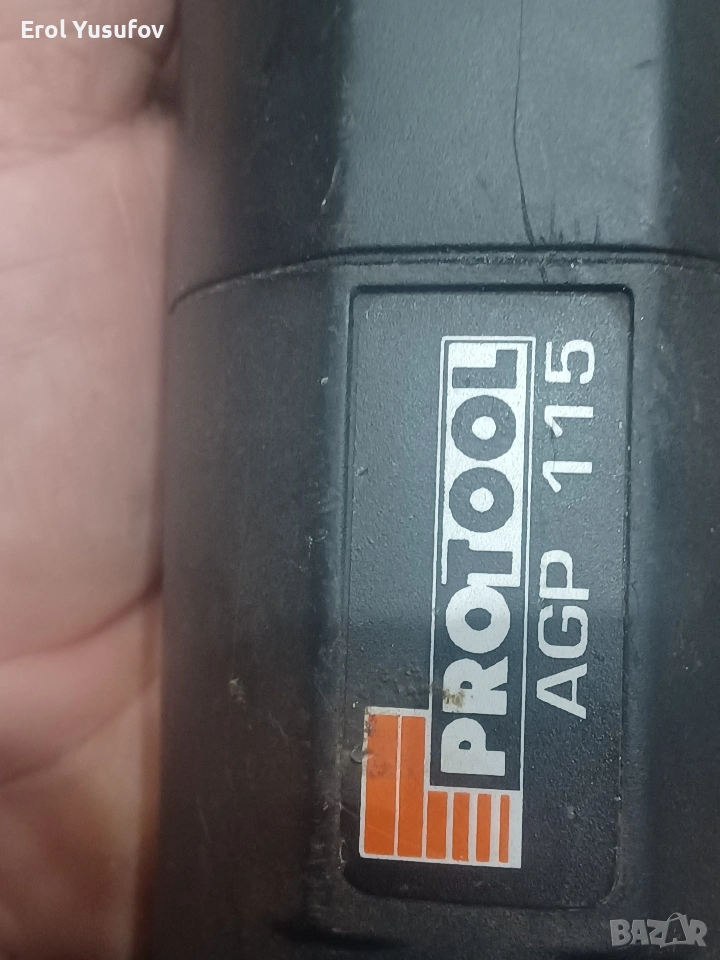 Erol Yusufov
PROTOOL
AGP 115
BAZAR